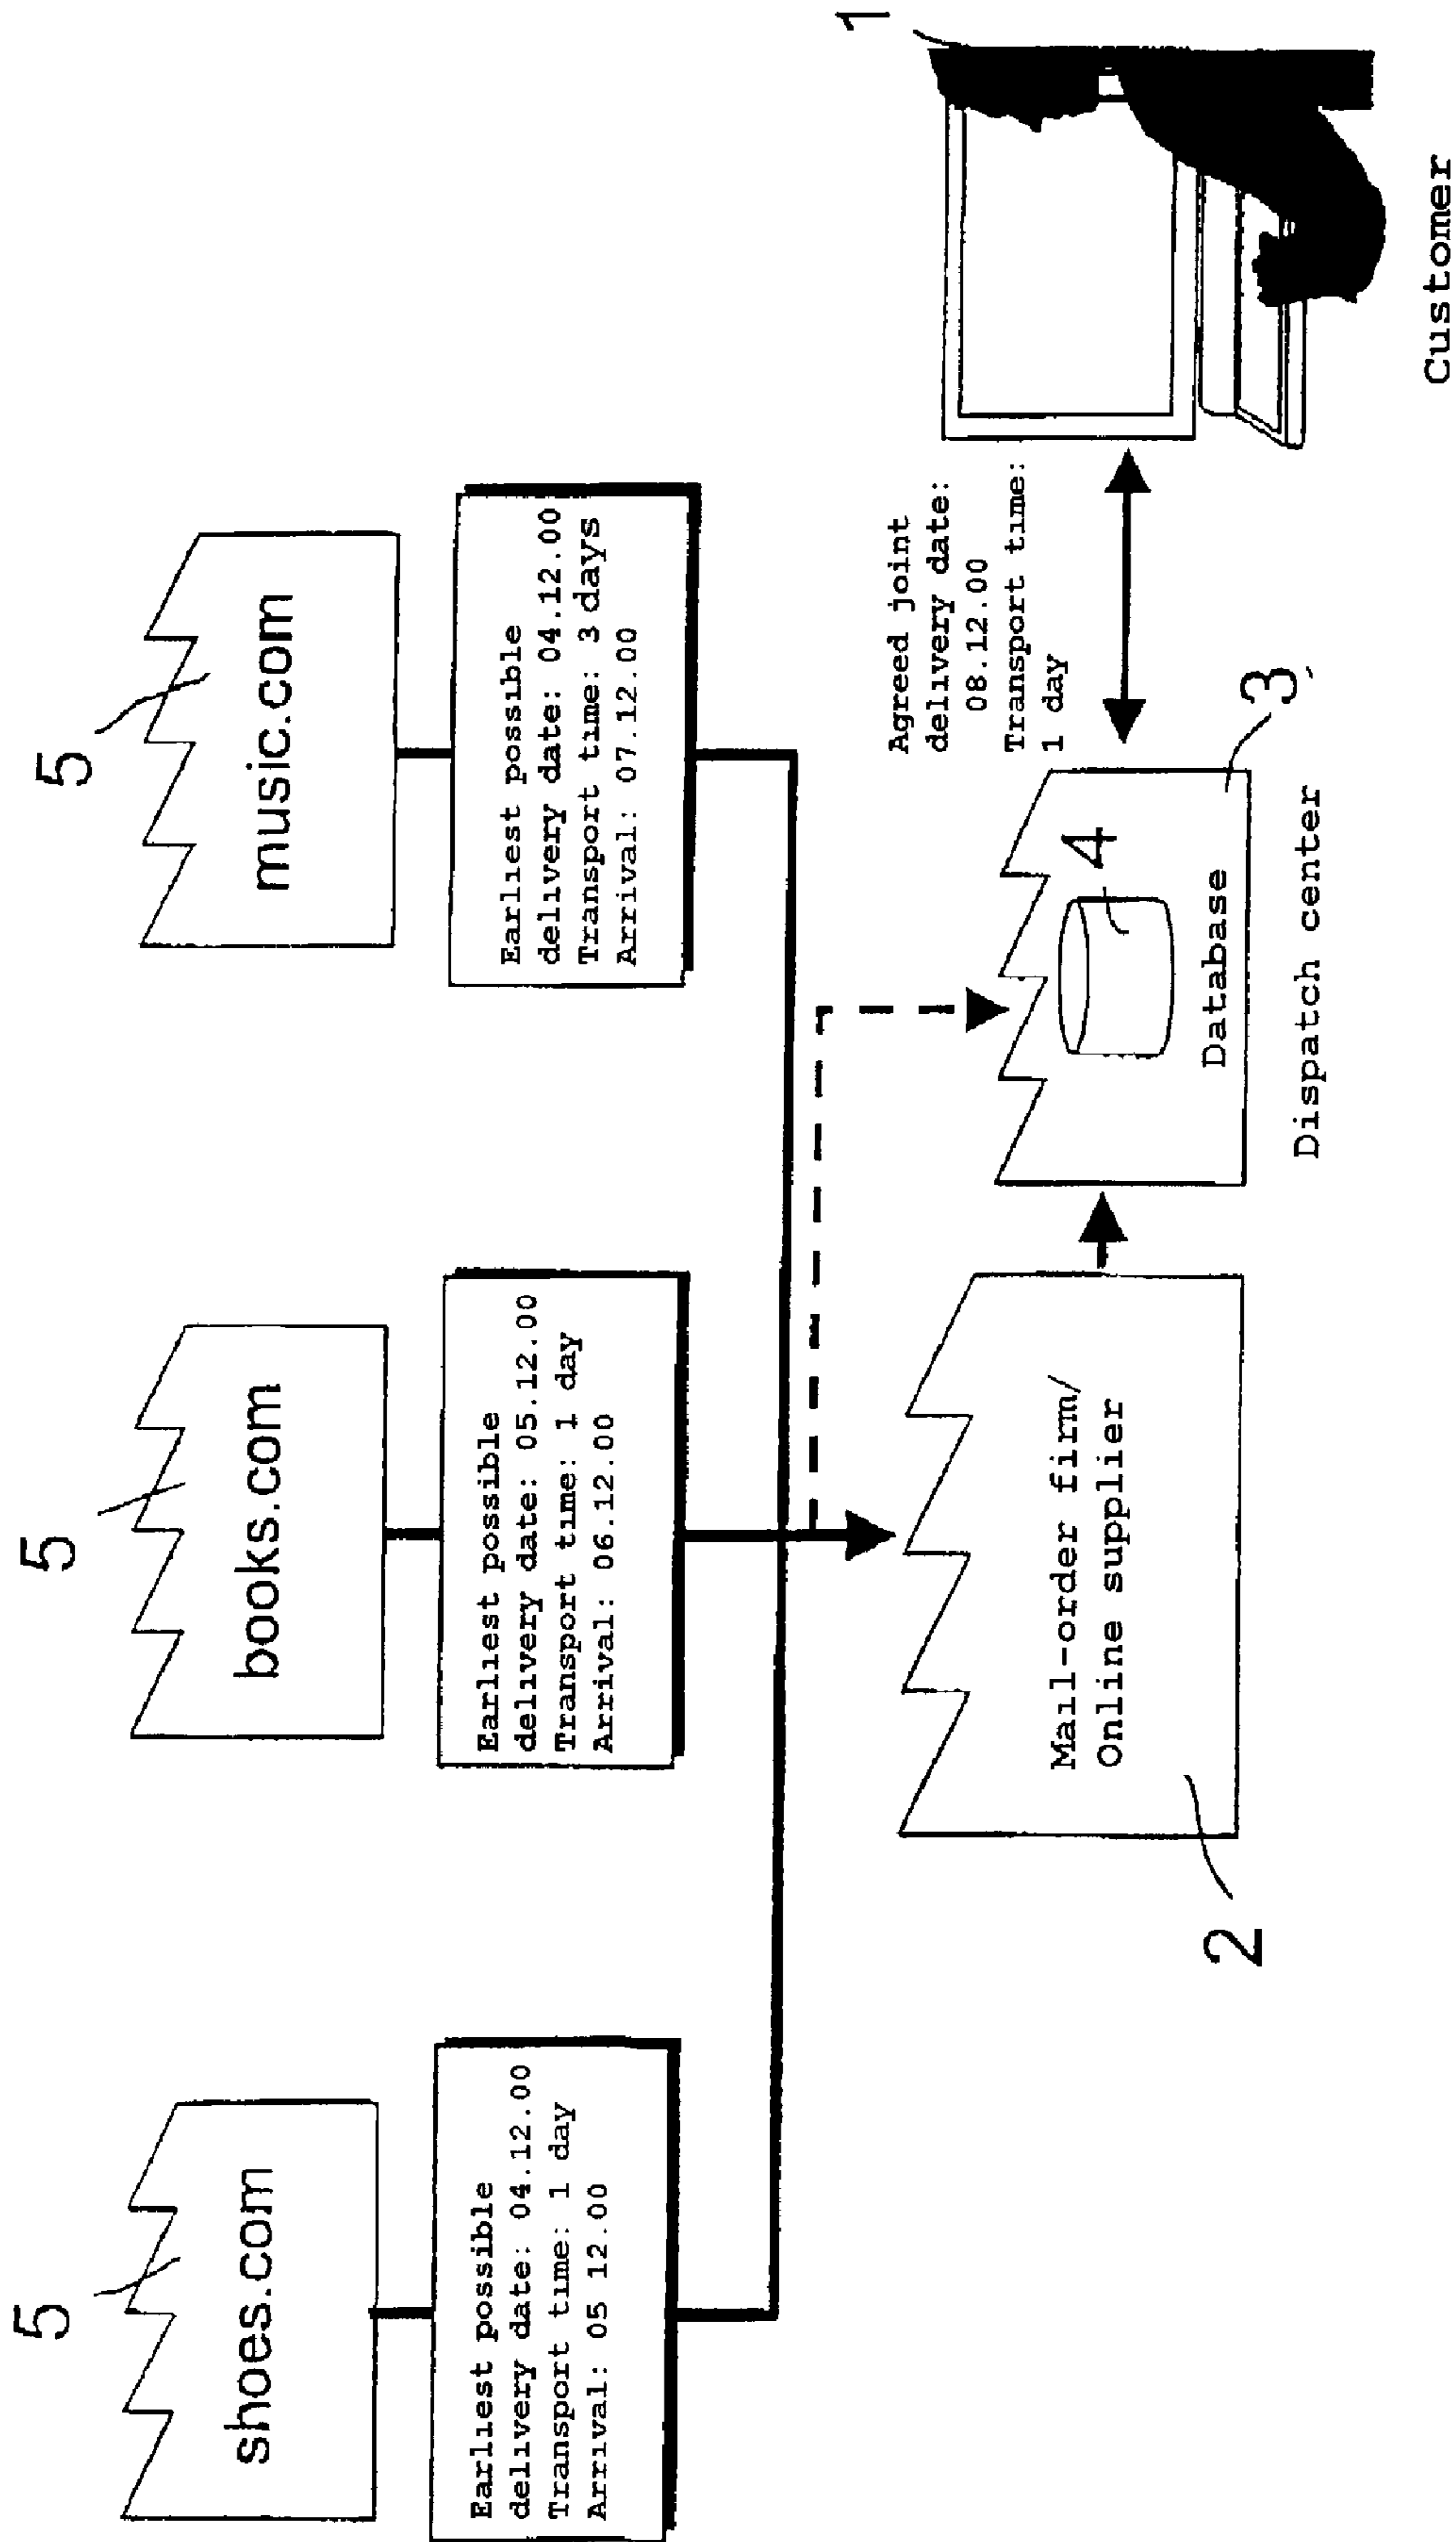 5
shoes.com
Earliest possible
delivery date: 04.12.00
Transport time: 1 day
Arrival: 05 12.00
5
books.com
Earliest possible
delivery date: 05.12.00
Transport time: 1 day
Arrival: 06.12.00
5
music.com
Earliest possible
delivery date: 04.12.00
Transport time: 3 days
Arrival: 07.12.00
2
Mail-order firm/
Online supplier
4
Database
3
Dispatch center
Agreed joint
delivery date:
08.12.00
Transport time:
1 day
1
Customer